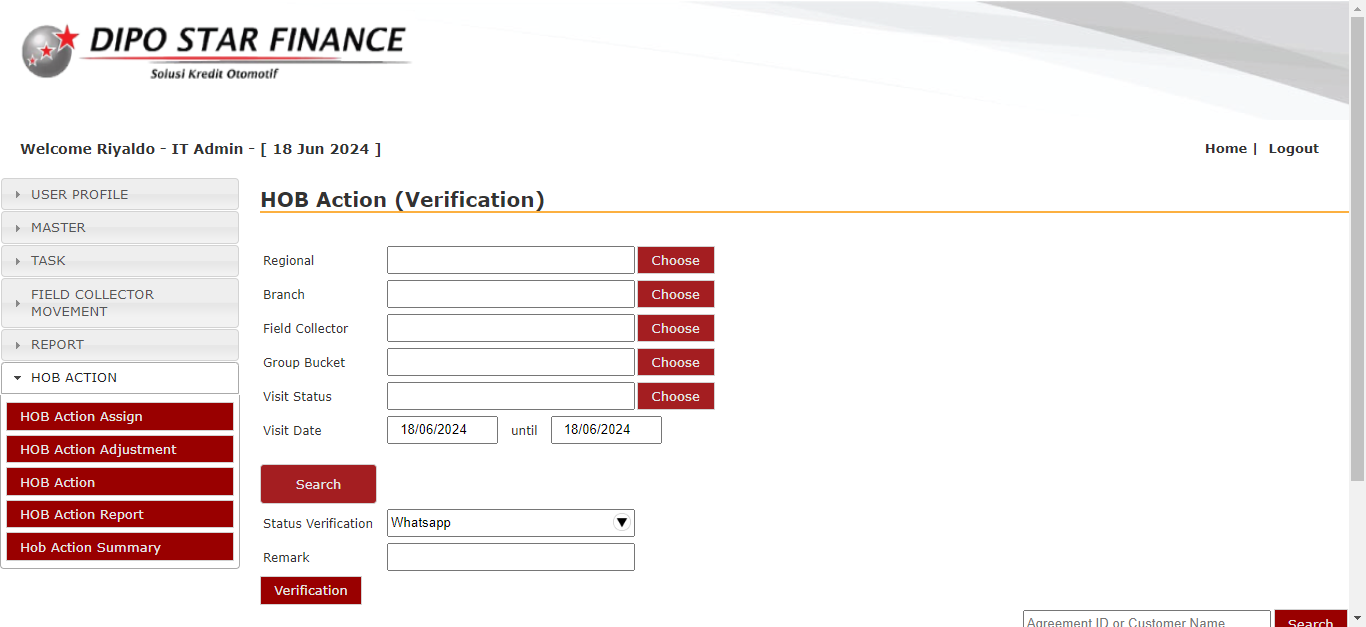 DIPO STAR FINANCE
Solusi Kredit Otomotif
Welcome Riyaldo - IT Admin - [ 18 Jun 2024 ]
Home | Logout
USER PROFILE
MASTER
TASK
FIELD COLLECTOR
MOVEMENT
REPORT
HOB ACTION
HOB Action Assign
HOB Action Adjustment
HOB Action
HOB Action Report
Hob Action Summary
HOB Action (Verification)
Regional Choose
Branch Choose
Field Collector Choose
Group Bucket Choose
Visit Status Choose
Visit Date 18/06/2024 until 18/06/2024
Search
Status Verification Whatsapp
Remark
Verification
Agreement ID or Customer Name Search